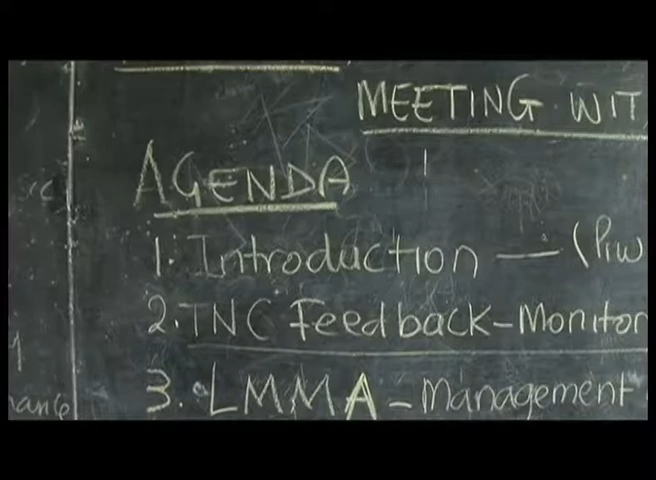 MEETING WIT
AGENDA
1. Introduction — (Piw
2. TNC Feedback - Monitor
3. LMMA - Management